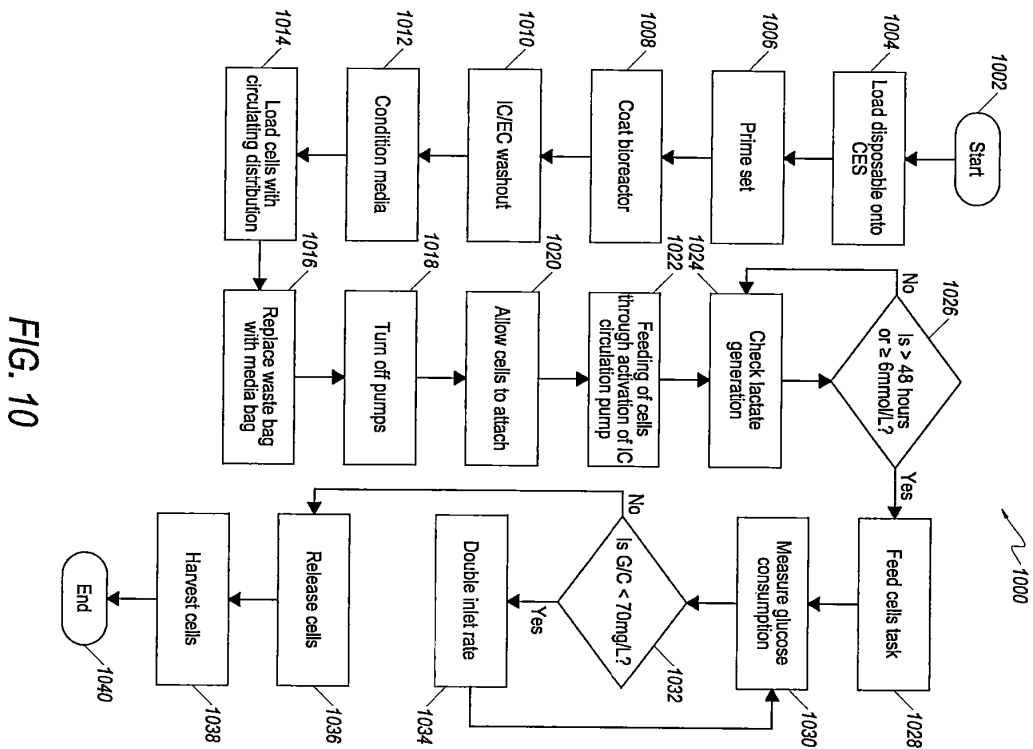 1000
1002
Start
1004
Load disposable onto
CES
1006
Prime set
1008
Coat bioreactor
1010
IC/EC washout
1012
Condition media
1014
Load cells with
circulating distribution
1016
Replace waste bag
with media bag
1018
Turn off pumps
1020
Allow cells to attach
1022
Feeding of cells
through activation of IC
circulation pump
1024
Check lactate
generation
1026
Is > 48 hours
or ≥ 6mmol/L?
No
Yes
Feed cells task
1028
Measure glucose
consumption
1030
Is G/C < 70mg/L?
1032
No
Yes
Double inlet rate
1034
Release cells
1036
Harvest cells
1038
End
1040
FIG. 10